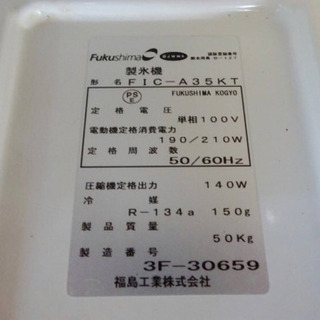 Fukushima
製氷機
形 名 FIC-A35KT
PS E FUKUSHIMA KOGYO
定格電圧
単相100V
電動機定格消費電力
190/210W
定格周波数
50/60Hz
圧縮機定格出力 140W
冷媒
R-134a 150g
製品質量
50Kg
製造番号
3F-30659
福島工業株式会社